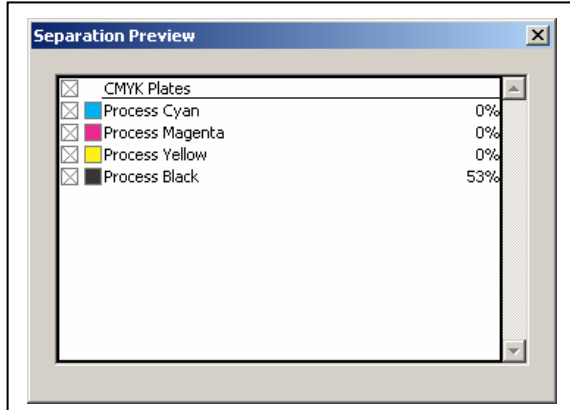 Separation Preview
CMYK Plates
Process Cyan 0%
Process Magenta 0%
Process Yellow 0%
Process Black 53%